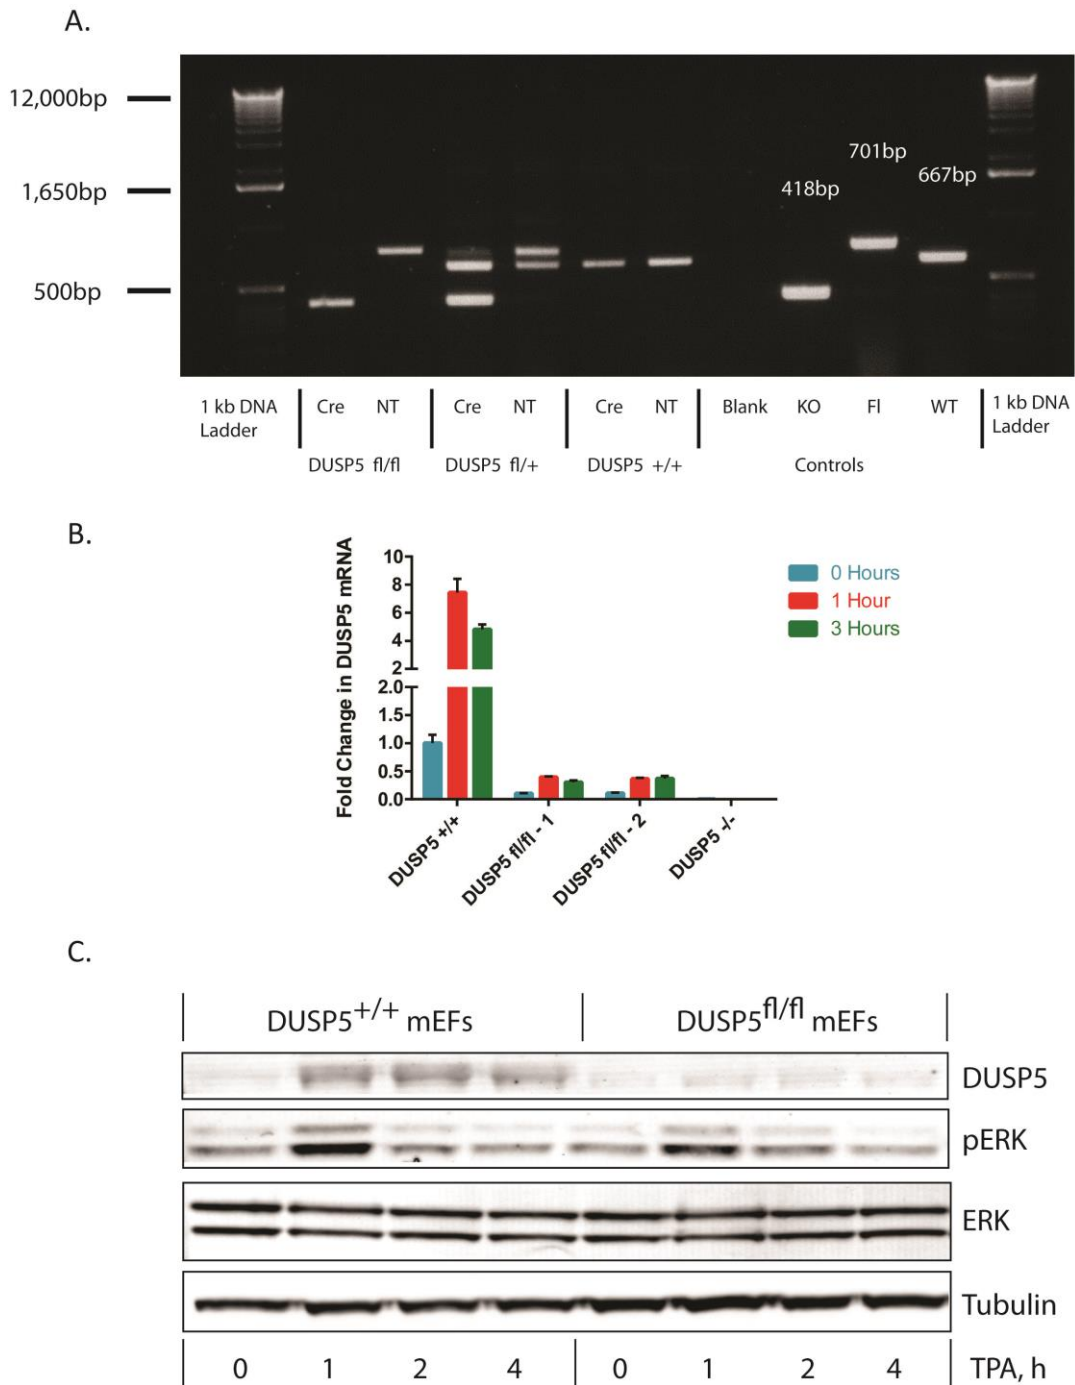 A.
12,000bp
1,650bp
500bp
418bp
701bp
667bp
1 kb DNA Ladder
Cre NT
Cre NT
Cre NT
Blank KO Fl WT
1 kb DNA Ladder
DUSP5 fl/fl
DUSP5 fl/+
DUSP5 +/+
Controls
B.
Fold Change in DUSP5 mRNA
10
8
6
4
2
2.0
1.5
1.0
0.5
0.0
DUSP5 +/+
DUSP5 fl/fl - 1
DUSP5 fl/fl - 2
DUSP5 -/-
0 Hours
1 Hour
3 Hours
C.
DUSP5+/+ mEFs
DUSP5fl/fl mEFs
DUSP5
pERK
ERK
Tubulin
0 1 2 4 0 1 2 4 TPA, h